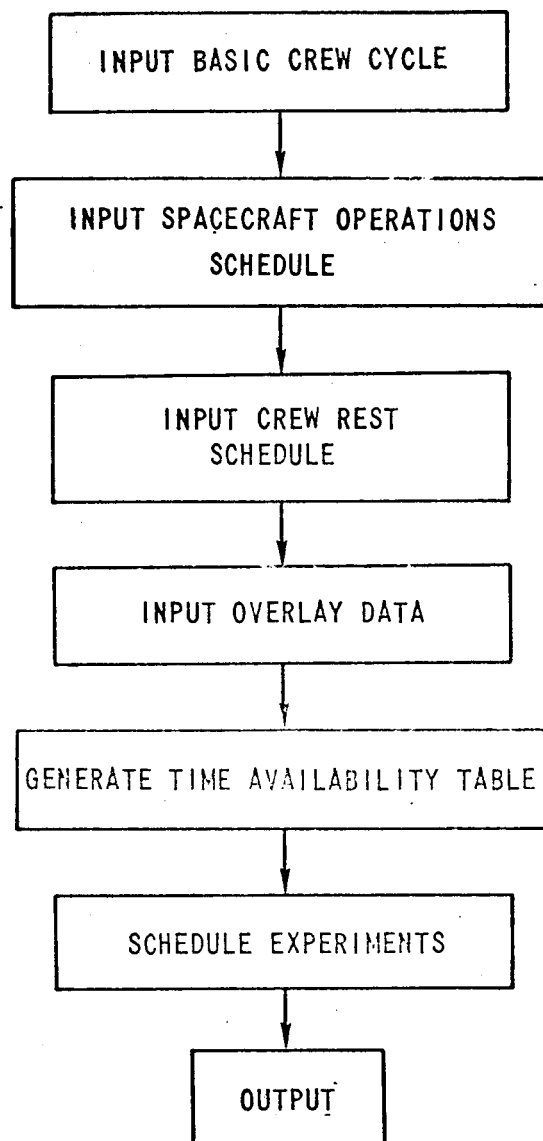 INPUT BASIC CREW CYCLE
INPUT SPACECRAFT OPERATIONS
SCHEDULE
INPUT CREW REST
SCHEDULE
INPUT OVERLAY DATA
GENERATE TIME AVAILABILITY TABLE
SCHEDULE EXPERIMENTS
OUTPUT